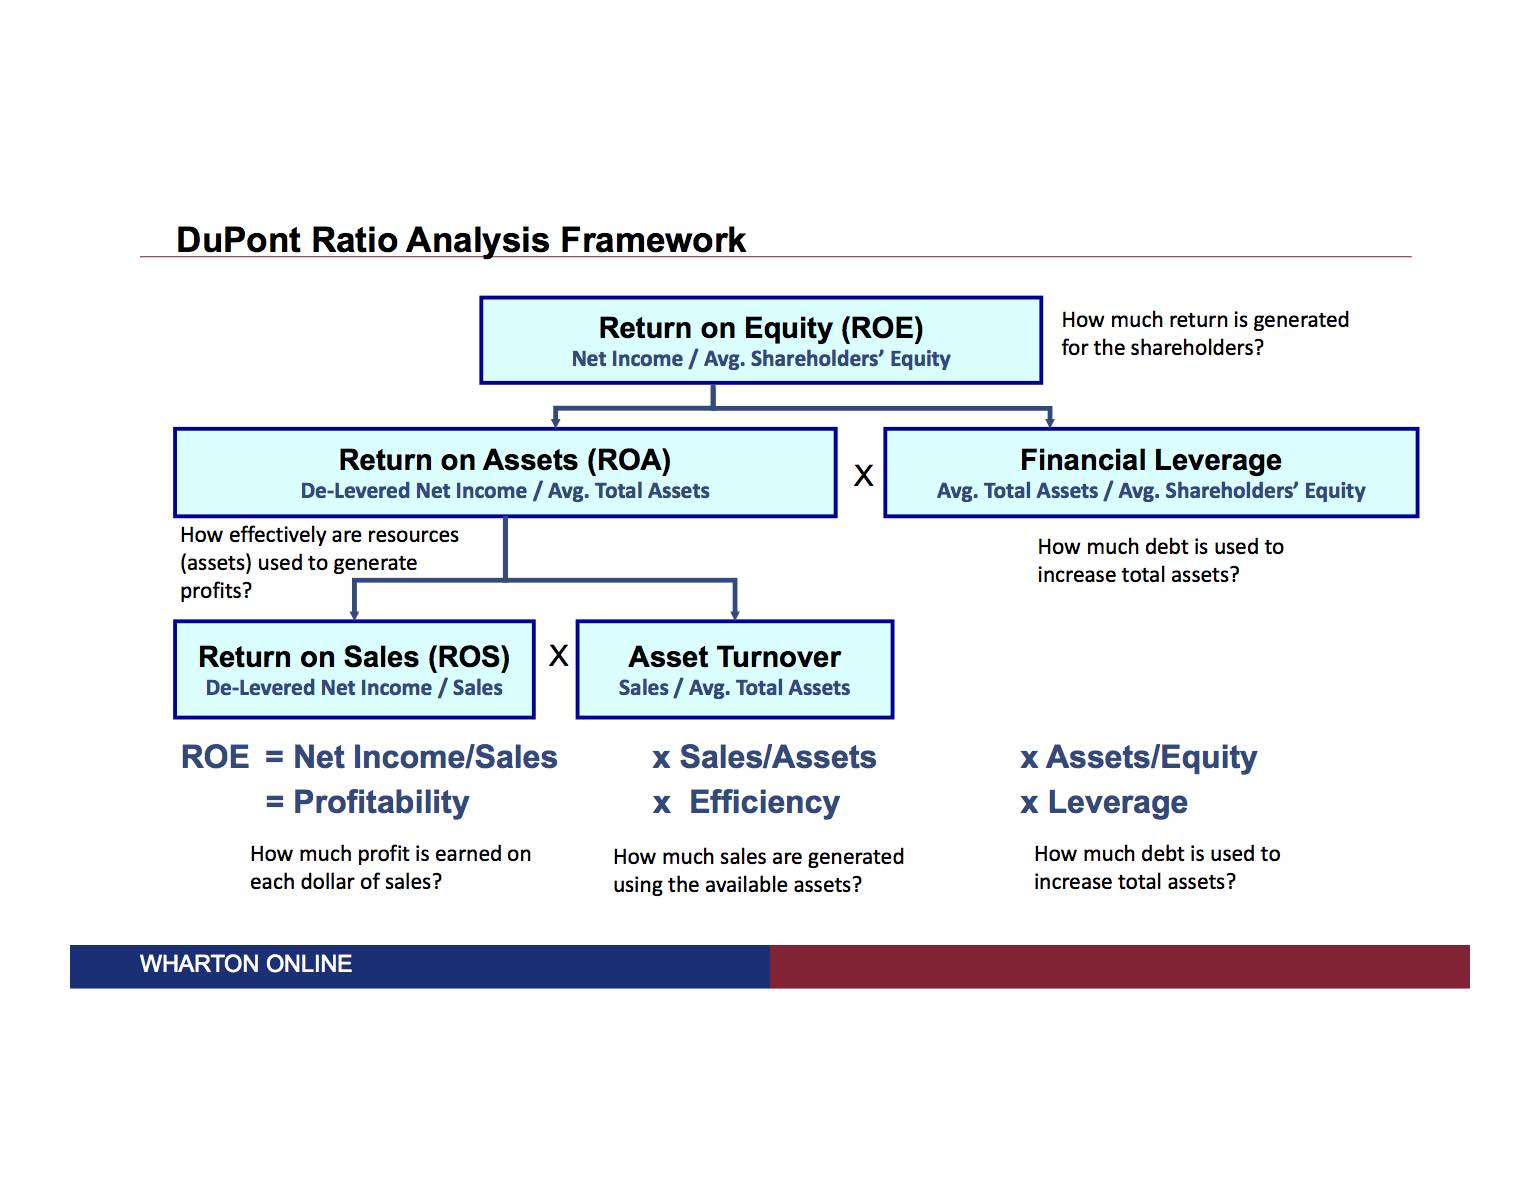 DuPont Ratio Analysis Framework
Return on Equity (ROE)
Net Income / Avg. Shareholders’ Equity
How much return is generated
for the shareholders?
Return on Assets (ROA)
De-Levered Net Income / Avg. Total Assets
X
Financial Leverage
Avg. Total Assets / Avg. Shareholders’ Equity
How effectively are resources
(assets) used to generate
profits?
How much debt is used to
increase total assets?
Return on Sales (ROS)
De-Levered Net Income / Sales
X
Asset Turnover
Sales / Avg. Total Assets
ROE = Net Income/Sales x Sales/Assets x Assets/Equity
= Profitability x Efficiency x Leverage
How much profit is earned on
each dollar of sales?
How much sales are generated
using the available assets?
How much debt is used to
increase total assets?
WHARTON ONLINE